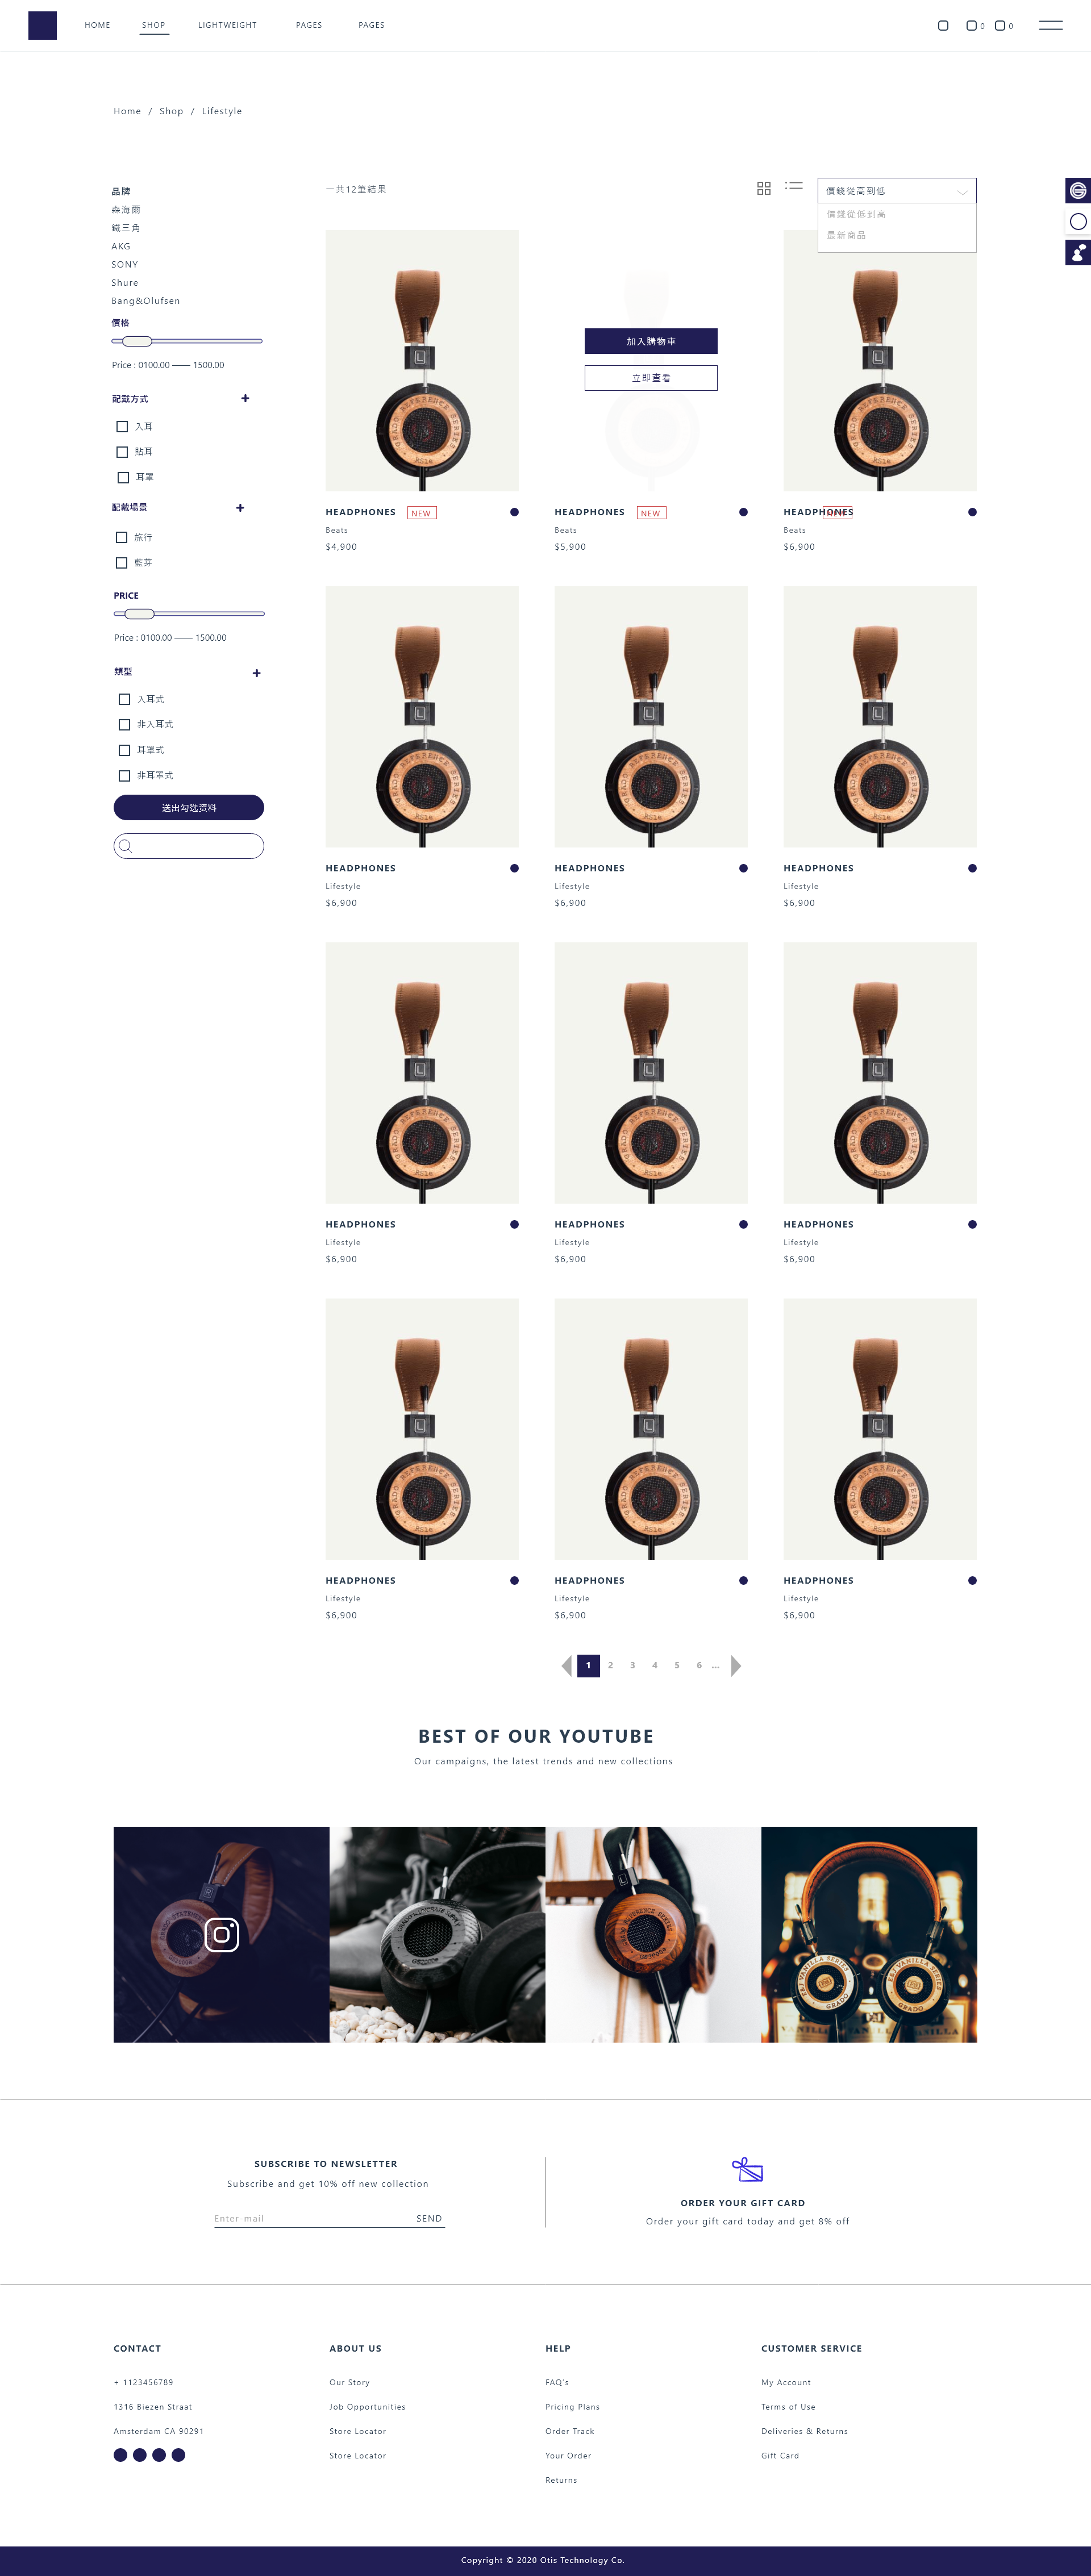 HOME SHOP LIGHTWEIGHT PAGES PAGES 0 0
Home / Shop / Lifestyle
品牌
森海爾
鐵三角
AKG
SONY
Shure
Bang&Olufsen
價格
Price : 0100.00 —— 1500.00
配戴方式 +
入耳
貼耳
耳罩
配戴場景 +
旅行
藍芽
PRICE
Price : 0100.00 —— 1500.00
類型 +
入耳式
非入耳式
耳罩式
非耳罩式
送出勾选资料
一共12筆結果
價錢從高到低
價錢從低到高
最新商品
加入購物車
立即查看
HEADPHONES NEW
Beats
$4,900
HEADPHONES NEW
Beats
$5,900
HEADPHONES
Beats
$6,900
HEADPHONES
Lifestyle
$6,900
HEADPHONES
Lifestyle
$6,900
HEADPHONES
Lifestyle
$6,900
HEADPHONES
Lifestyle
$6,900
HEADPHONES
Lifestyle
$6,900
HEADPHONES
Lifestyle
$6,900
HEADPHONES
Lifestyle
$6,900
HEADPHONES
Lifestyle
$6,900
HEADPHONES
Lifestyle
$6,900
1 2 3 4 5 6 ...
BEST OF OUR YOUTUBE
Our campaigns, the latest trends and new collections
SUBSCRIBE TO NEWSLETTER
Subscribe and get 10% off new collection
Enter-mail SEND
ORDER YOUR GIFT CARD
Order your gift card today and get 8% off
CONTACT
+ 1123456789
1316 Biezen Straat
Amsterdam CA 90291
ABOUT US
Our Story
Job Opportunities
Store Locator
Store Locator
HELP
FAQ's
Pricing Plans
Order Track
Your Order
Returns
CUSTOMER SERVICE
My Account
Terms of Use
Deliveries & Returns
Gift Card
Copyright © 2020 Otis Technology Co.